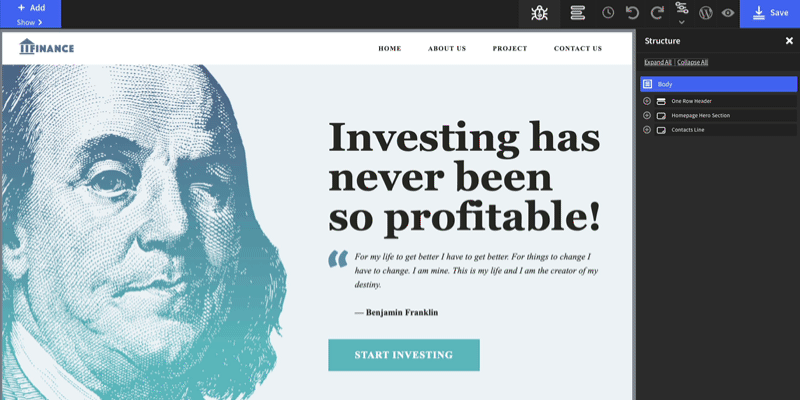 + Add
Show >
Save
FINANCE
HOME ABOUT US PROJECT CONTACT US
Investing has
never been
so profitable!
“ For my life to get better I have to get better. For things to change I
have to change. I am mine. This is my life and I am the creator of my
destiny.
— Benjamin Franklin
START INVESTING
Structure
Expand All | Collapse All
Body
One Row Header
Homepage Hero Section
Contacts Line